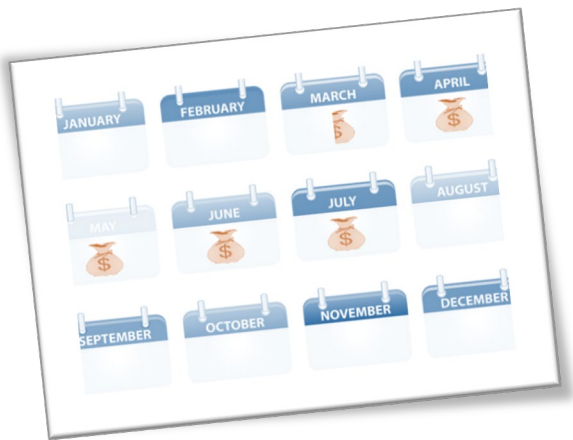 JANUARY FEBRUARY MARCH APRIL
$ $
MAY JUNE JULY AUGUST
$ $ $
SEPTEMBER OCTOBER NOVEMBER DECEMBER